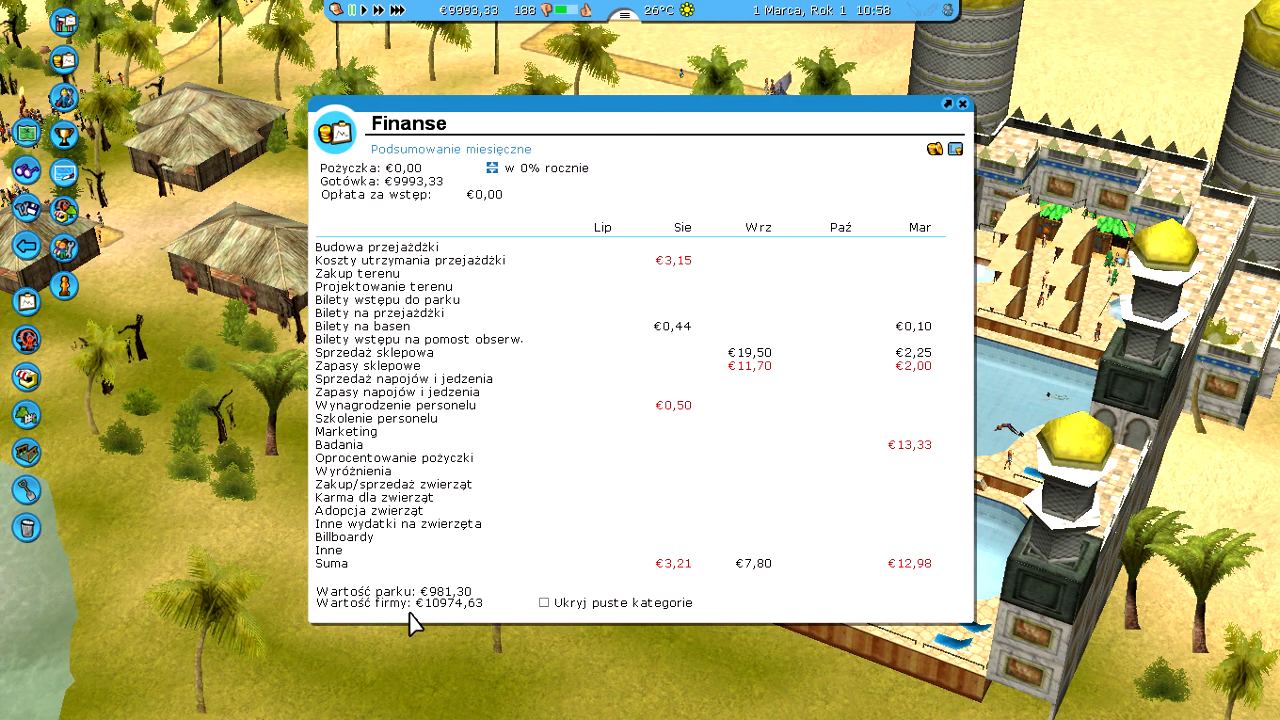 €9993,33 188 26°C 1 Marca, Rok 1 10:58
Finanse
Podsumowanie miesięczne
Pożyczka: €0,00 w 0% rocznie
Gotówka: €9993,33
Opłata za wstęp: €0,00
Lip Sie Wrz Paź Mar
Budowa przejażdżki
Koszty utrzymania przejażdżki €3,15
Zakup terenu
Projektowanie terenu
Bilety wstępu do parku
Bilety na przejażdżki
Bilety na basen €0,44 €0,10
Bilety wstępu na pomost obserw.
Sprzedaż sklepowa €19,50 €2,25
Zapasy sklepowe €11,70 €2,00
Sprzedaż napojów i jedzenia
Zapasy napojów i jedzenia
Wynagrodzenie personelu €0,50
Szkolenie personelu
Marketing
Badania €13,33
Oprocentowanie pożyczki
Wyróżnienia
Zakup/sprzedaż zwierząt
Karma dla zwierząt
Adopcja zwierząt
Inne wydatki na zwierzęta
Billboardy
Inne
Suma €3,21 €7,80 €12,98
Wartość parku: €981,30
Wartość firmy: €10974,63 Ukryj puste kategorie